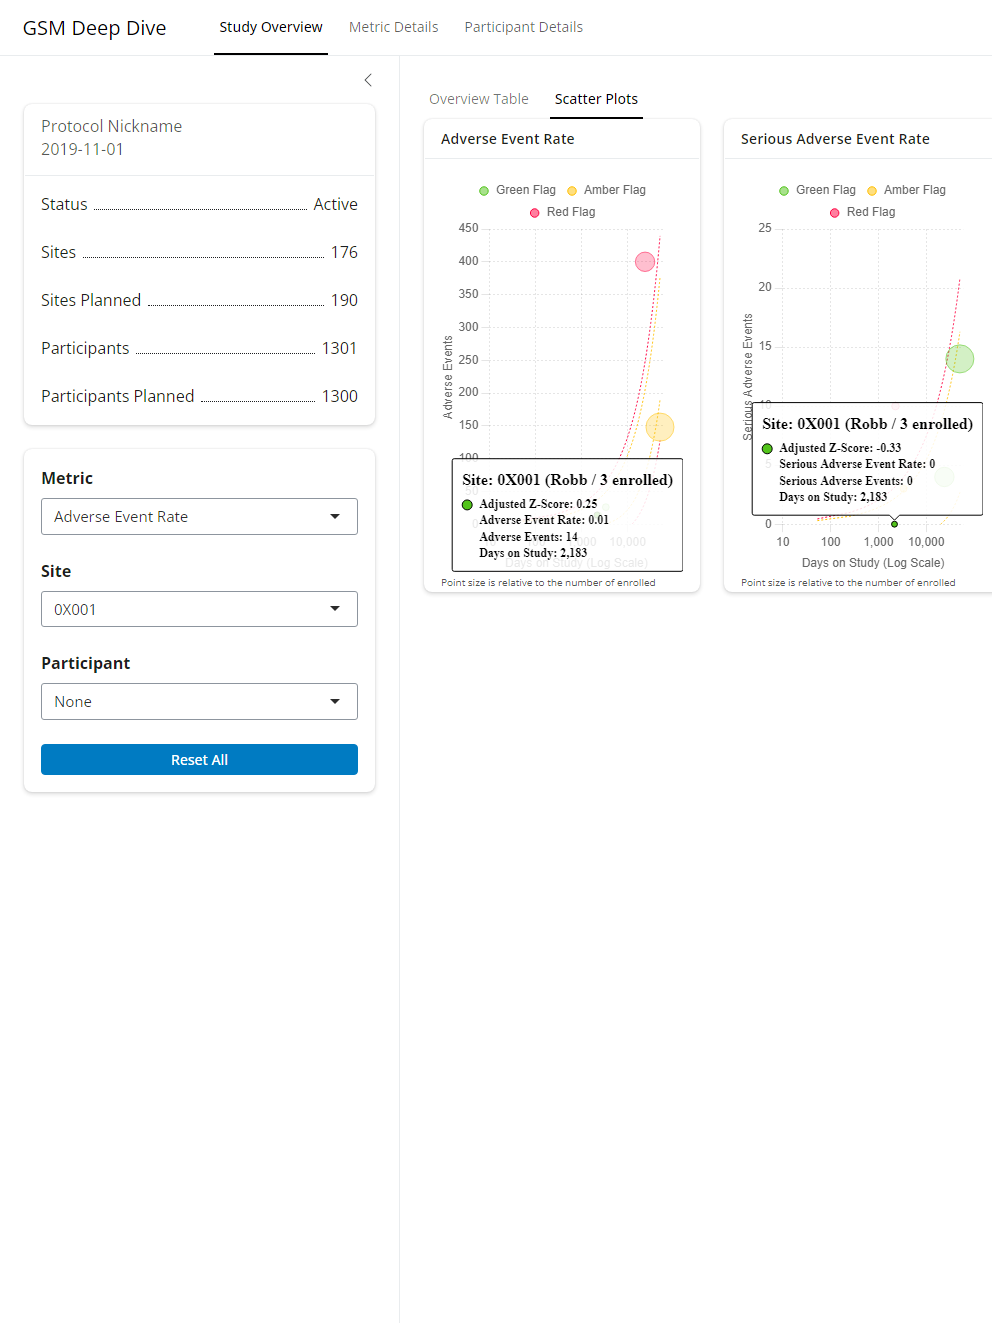 GSM Deep Dive
Study Overview
Metric Details
Participant Details
Protocol Nickname
2019-11-01
Status Active
Sites 176
Sites Planned 190
Participants 1301
Participants Planned 1300
Metric
Adverse Event Rate
Site
0X001
Participant
None
Reset All
Overview Table
Scatter Plots
Adverse Event Rate
Green Flag
Amber Flag
Red Flag
450
400
350
300
250
200
150
100
Adverse Events
Site: 0X001 (Robb / 3 enrolled)
Adjusted Z-Score: 0.25
Adverse Event Rate: 0.01
Adverse Events: 14
Days on Study: 2,183
10,000
Days on Study (Log Scale)
Point size is relative to the number of enrolled
Serious Adverse Event Rate
Green Flag
Amber Flag
Red Flag
25
20
15
10
5
0
Serious Adverse Events
Site: 0X001 (Robb / 3 enrolled)
Adjusted Z-Score: -0.33
Serious Adverse Event Rate: 0
Serious Adverse Events: 0
Days on Study: 2,183
10
100
1,000
10,000
Days on Study (Log Scale)
Point size is relative to the number of enrolled